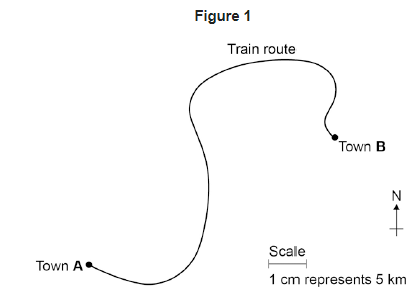 Figure 1
Train route
Town B
N
Town A
Scale
1 cm represents 5 km